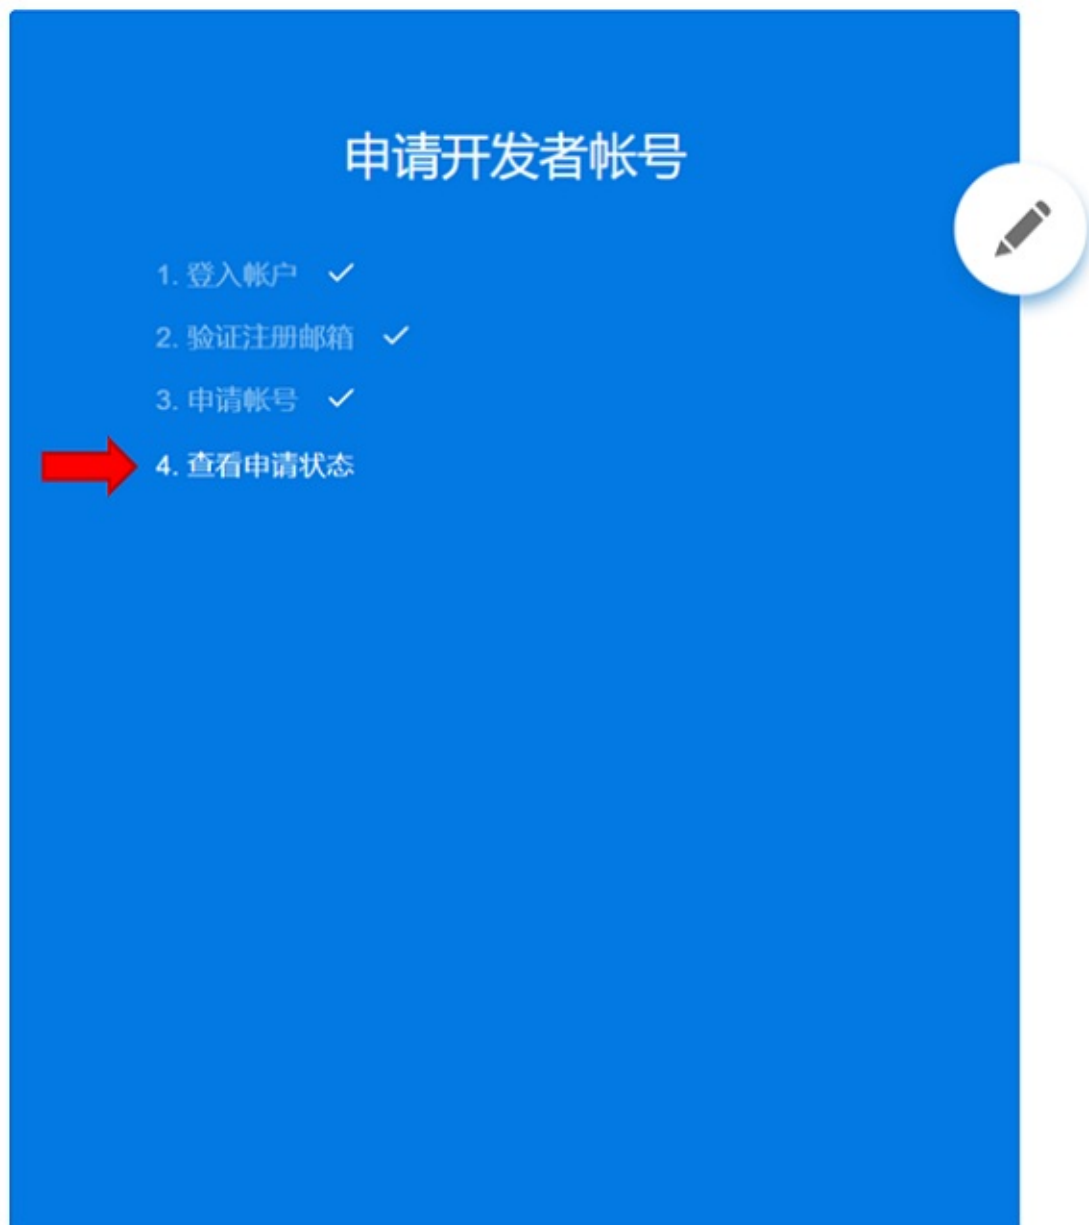 申请开发者帐号
1. 登入帐户 ✓
2. 验证注册邮箱 ✓
3. 申请帐号 ✓
4. 查看申请状态